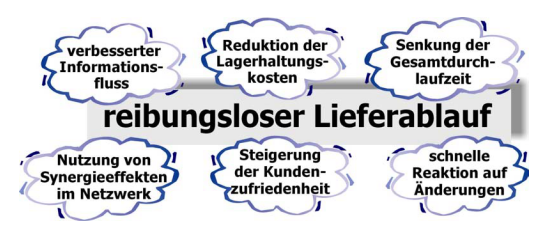 verbesserter
Informations-
fluss
Reduktion der
Lagerhaltungs-
kosten
Senkung der
Gesamtdurch-
laufzeit
reibungsloser Lieferablauf
Nutzung von
Synergieeffekten
im Netzwerk
Steigerung
der Kunden-
zufriedenheit
schnelle
Reaktion auf
Änderungen